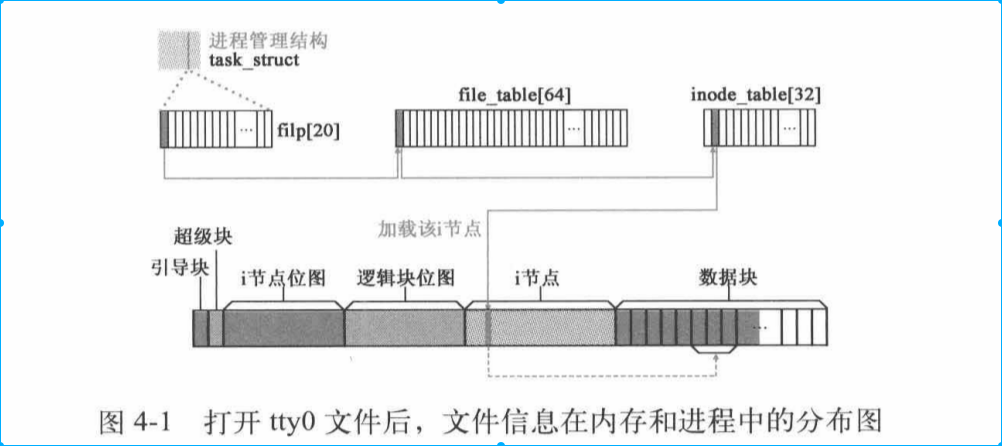 进程管理结构
task_struct
file_table[64]
inode_table[32]
...
filp[20]
...
...
加载该i节点
超级块
引导块
i节点位图
逻辑块位图
i节点
数据块
...
图 4-1 打开 tty0 文件后，文件信息在内存和进程中的分布图